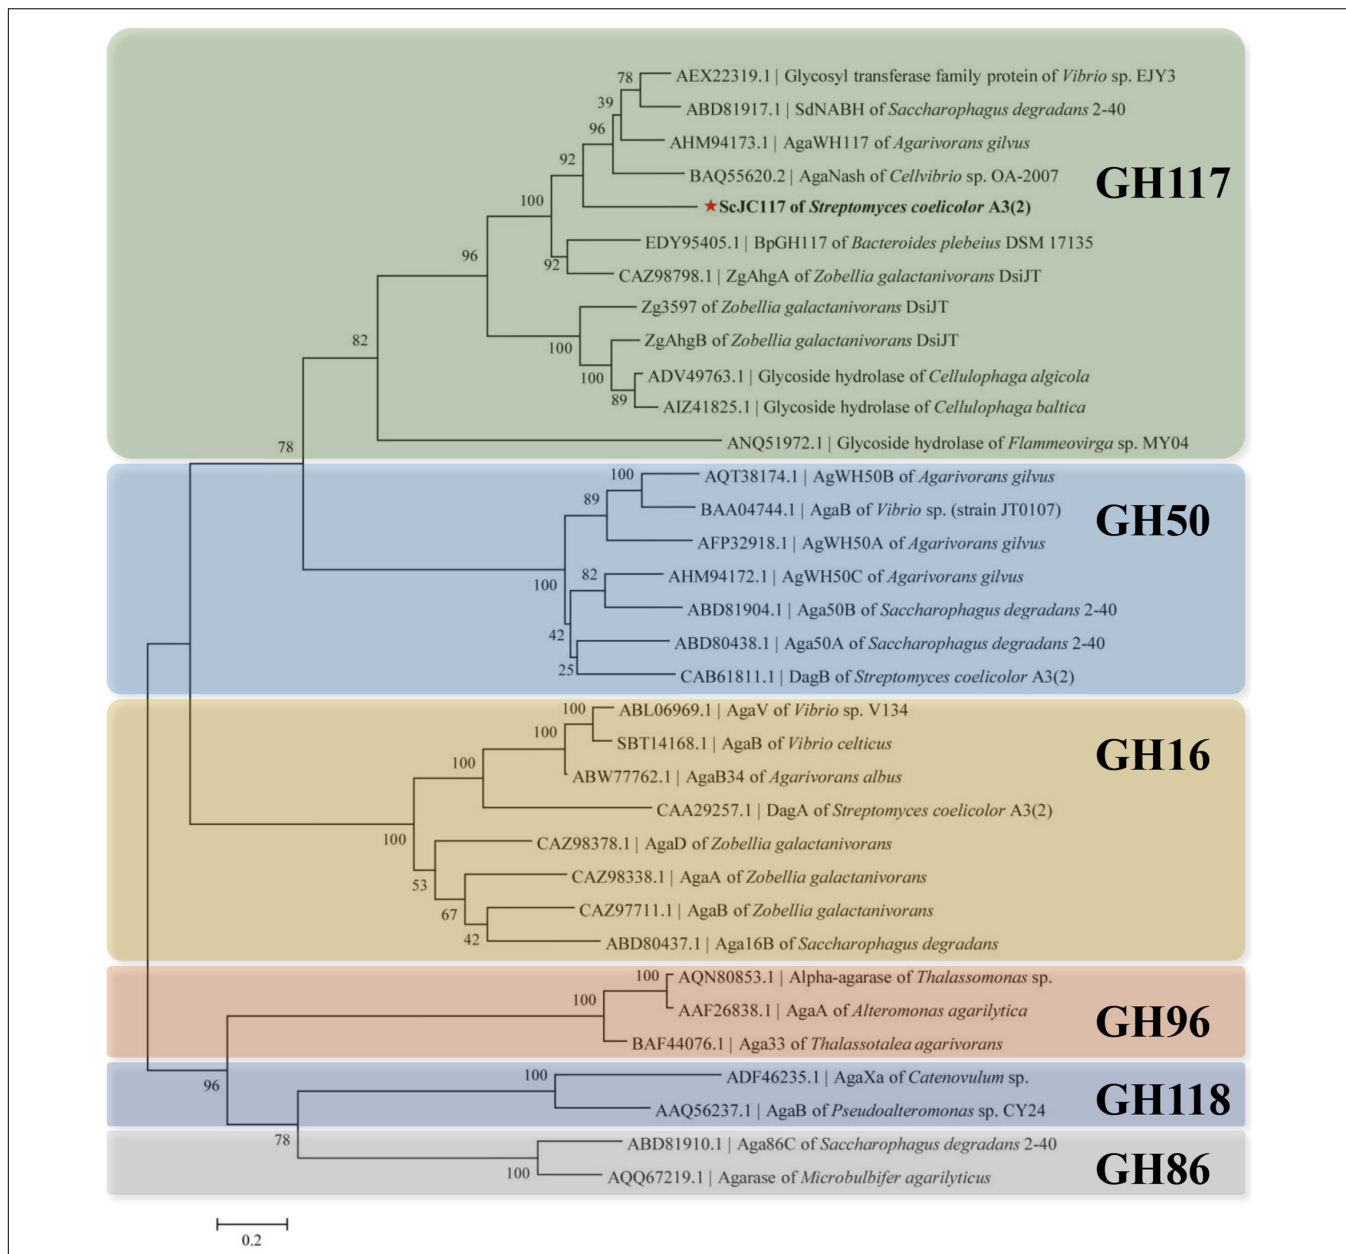 78
AEX22319.1 | Glycosyl transferase family protein of Vibrio sp. EJY3
39
ABD81917.1 | SdNABH of Saccharophagus degradans 2-40
96
AHM94173.1 | AgaWH117 of Agarivorans gilvus
92
BAQ55620.2 | AgaNash of Cellvibrio sp. OA-2007
GH117
100
★ScJC117 of Streptomyces coelicolor A3(2)
EDY95405.1 | BpGH117 of Bacteroides plebeius DSM 17135
96
92
CAZ98798.1 | ZgAhgA of Zobellia galactanivorans DsiJT
Zg3597 of Zobellia galactanivorans DsiJT
82
100
ZgAhgB of Zobellia galactanivorans DsiJT
100
ADV49763.1 | Glycoside hydrolase of Cellulophaga algicola
89
AIZ41825.1 | Glycoside hydrolase of Cellulophaga baltica
78
ANQ51972.1 | Glycoside hydrolase of Flammeovirga sp. MY04
100
AQT38174.1 | AgWH50B of Agarivorans gilvus
89
BAA04744.1 | AgaB of Vibrio sp. (strain JT0107)
GH50
AFP32918.1 | AgWH50A of Agarivorans gilvus
100
82
AHM94172.1 | AgWH50C of Agarivorans gilvus
ABD81904.1 | Aga50B of Saccharophagus degradans 2-40
42
ABD80438.1 | Aga50A of Saccharophagus degradans 2-40
25
CAB61811.1 | DagB of Streptomyces coelicolor A3(2)
100
ABL06969.1 | AgaV of Vibrio sp. V134
100
SBT14168.1 | AgaB of Vibrio celticus
GH16
100
ABW77762.1 | AgaB34 of Agarivorans albus
CAA29257.1 | DagA of Streptomyces coelicolor A3(2)
100
CAZ98378.1 | AgaD of Zobellia galactanivorans
53
CAZ98338.1 | AgaA of Zobellia galactanivorans
67
CAZ97711.1 | AgaB of Zobellia galactanivorans
42
ABD80437.1 | Aga16B of Saccharophagus degradans
100
AQN80853.1 | Alpha-agarase of Thalassomonas sp.
100
AAF26838.1 | AgaA of Alteromonas agarilytica
GH96
BAF44076.1 | Aga33 of Thalassotalea agarivorans
96
100
ADF46235.1 | AgaXa of Catenovulum sp.
GH118
AAQ56237.1 | AgaB of Pseudoalteromonas sp. CY24
78
ABD81910.1 | Aga86C of Saccharophagus degradans 2-40
GH86
100
AQQ67219.1 | Agarase of Microbulbifer agarilyticus
0.2